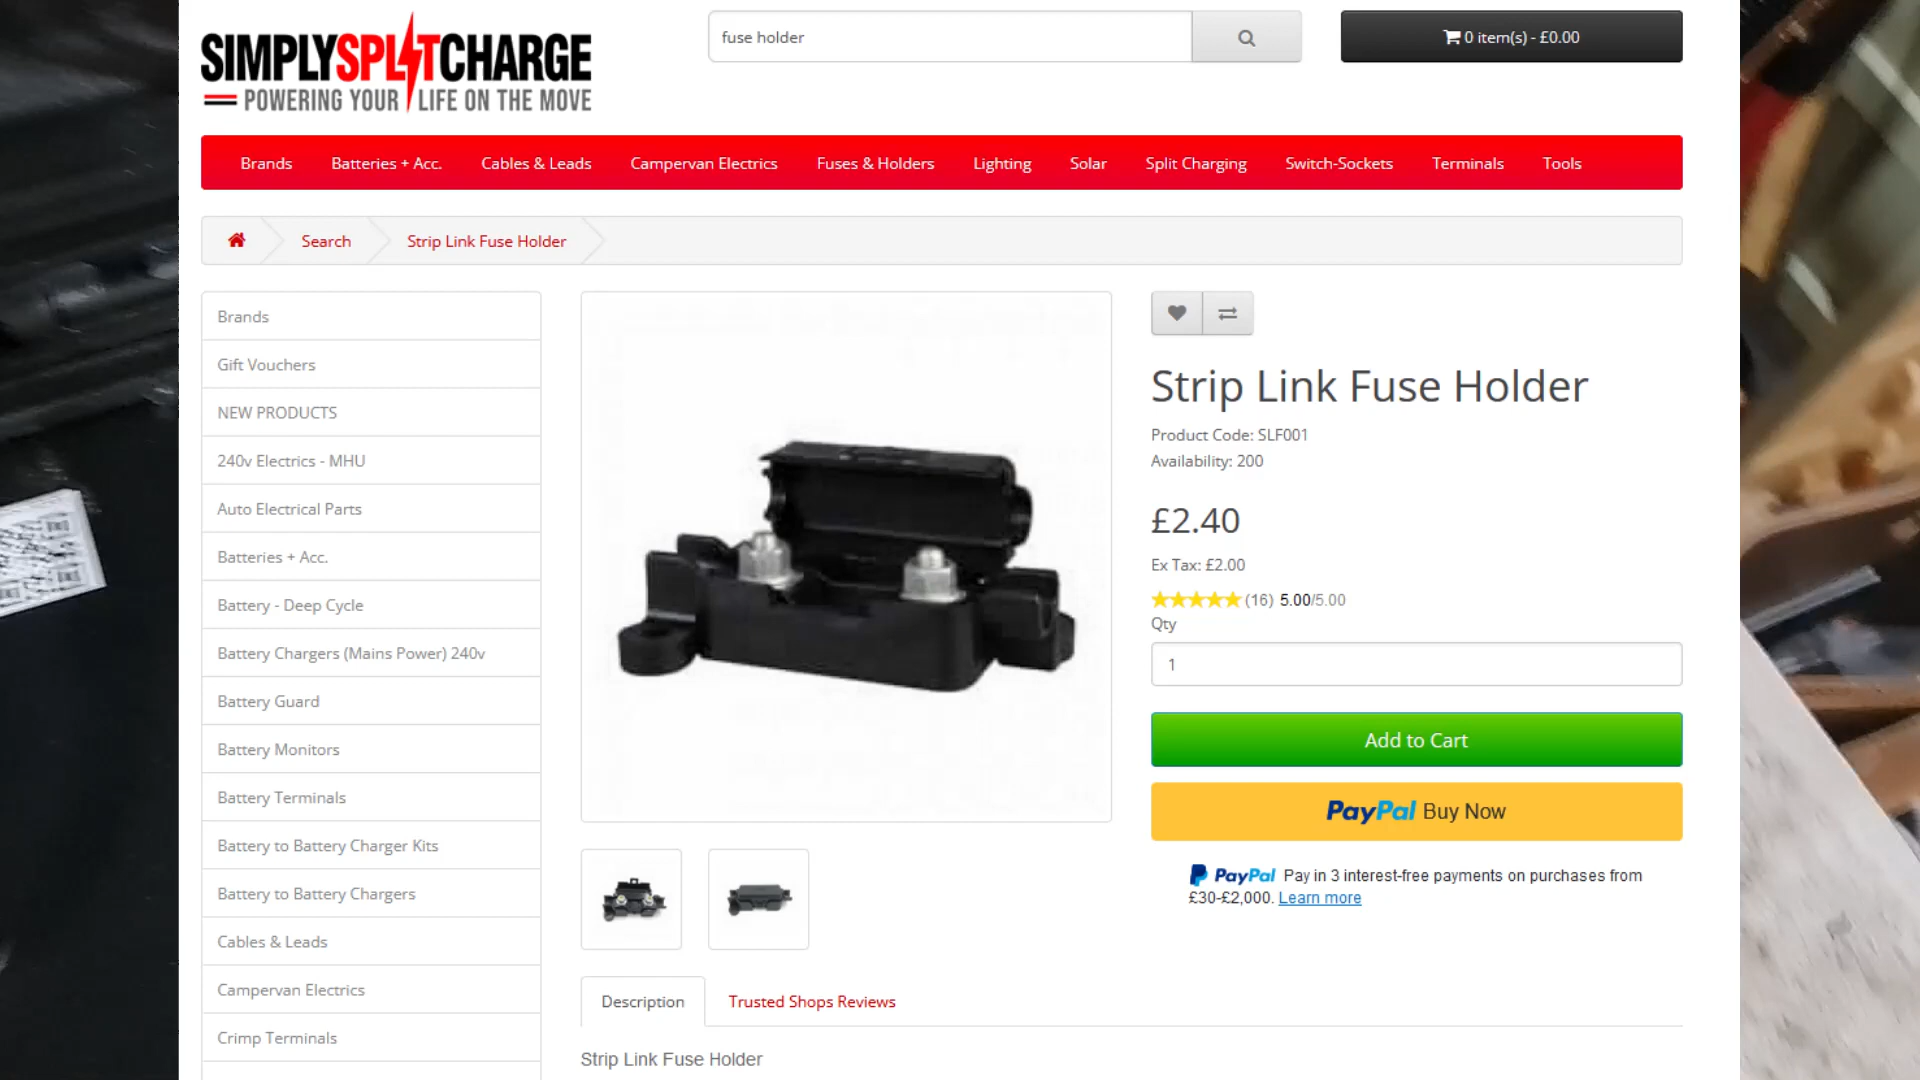 SIMPLYSPLITCHARGE
POWERING YOUR LIFE ON THE MOVE
fuse holder
0 item(s) - £0.00
Brands
Batteries + Acc.
Cables & Leads
Campervan Electrics
Fuses & Holders
Lighting
Solar
Split Charging
Switch-Sockets
Terminals
Tools
Search
Strip Link Fuse Holder
Brands
Gift Vouchers
NEW PRODUCTS
240v Electrics - MHU
Auto Electrical Parts
Batteries + Acc.
Battery - Deep Cycle
Battery Chargers (Mains Power) 240v
Battery Guard
Battery Monitors
Battery Terminals
Battery to Battery Charger Kits
Battery to Battery Chargers
Cables & Leads
Campervan Electrics
Crimp Terminals
Strip Link Fuse Holder
Product Code: SLF001
Availability: 200
£2.40
Ex Tax: £2.00
(16) 5.00/5.00
Qty
1
Add to Cart
PayPal Buy Now
PayPal Pay in 3 interest-free payments on purchases from
£30-£2,000. Learn more
Description
Trusted Shops Reviews
Strip Link Fuse Holder